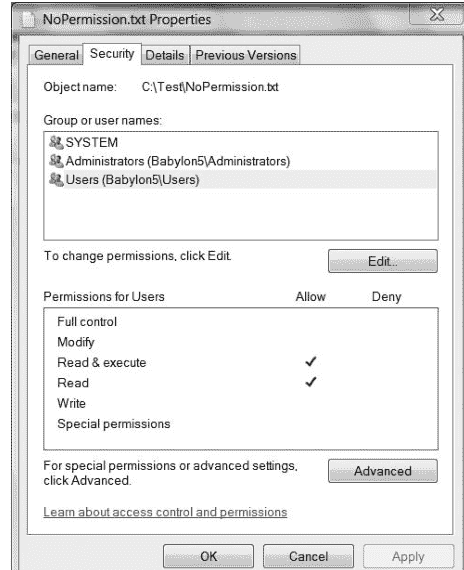 NoPermission.txt Properties
General Security Details Previous Versions
Object name: C:\Test\NoPermission.txt
Group or user names:
SYSTEM
Administrators (Babylon5\Administrators)
Users (Babylon5\Users)
To change permissions, click Edit.
Edit...
Permissions for Users Allow Deny
Full control
Modify
Read & execute
Read
Write
Special permissions
For special permissions or advanced settings,
click Advanced.
Advanced
Learn about access control and permissions
OK Cancel Apply